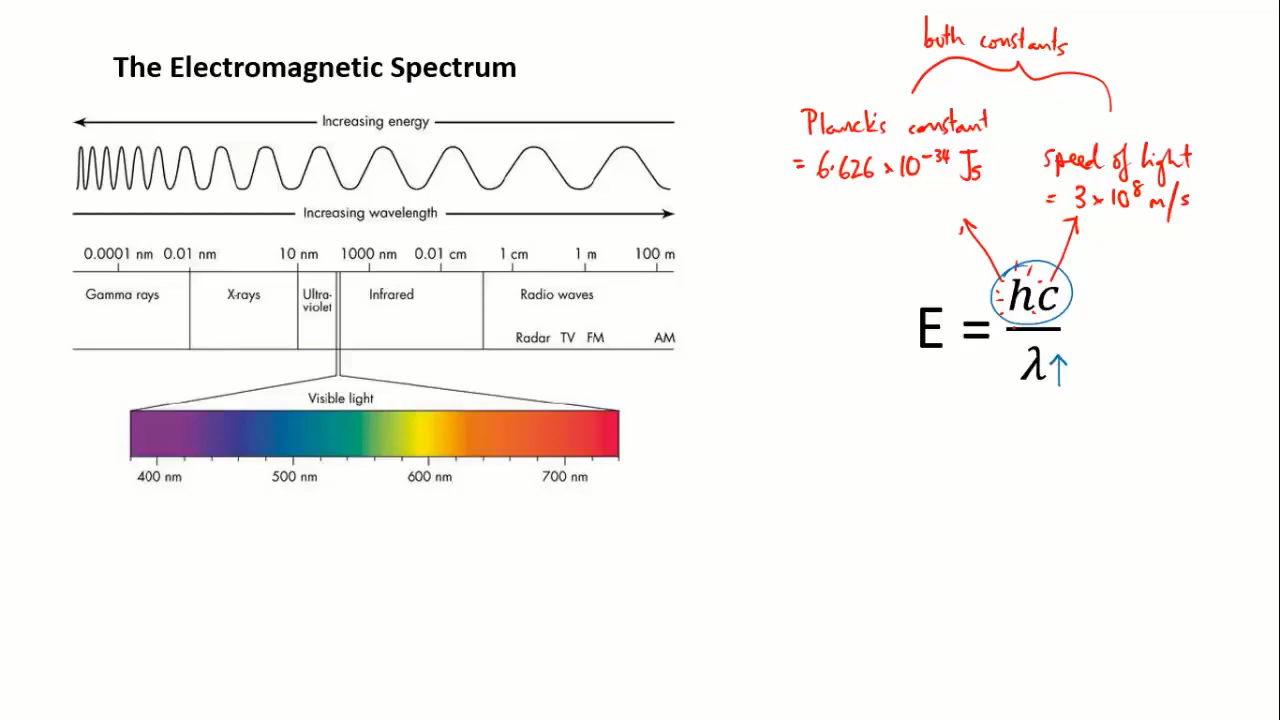 The Electromagnetic Spectrum
Increasing energy
Increasing wavelength
0.0001 nm 0.01 nm 10 nm 1000 nm 0.01 cm 1 cm 1 m 100 m
Gamma rays X-rays Ultra- Infrared Radio waves
violet
Radar TV FM AM
Visible light
400 nm 500 nm 600 nm 700 nm
both constants
Planck's constant
= 6.626 × 10⁻³⁴ Js
speed of light
= 3 × 10⁸ m/s
E = hc/λ ↑